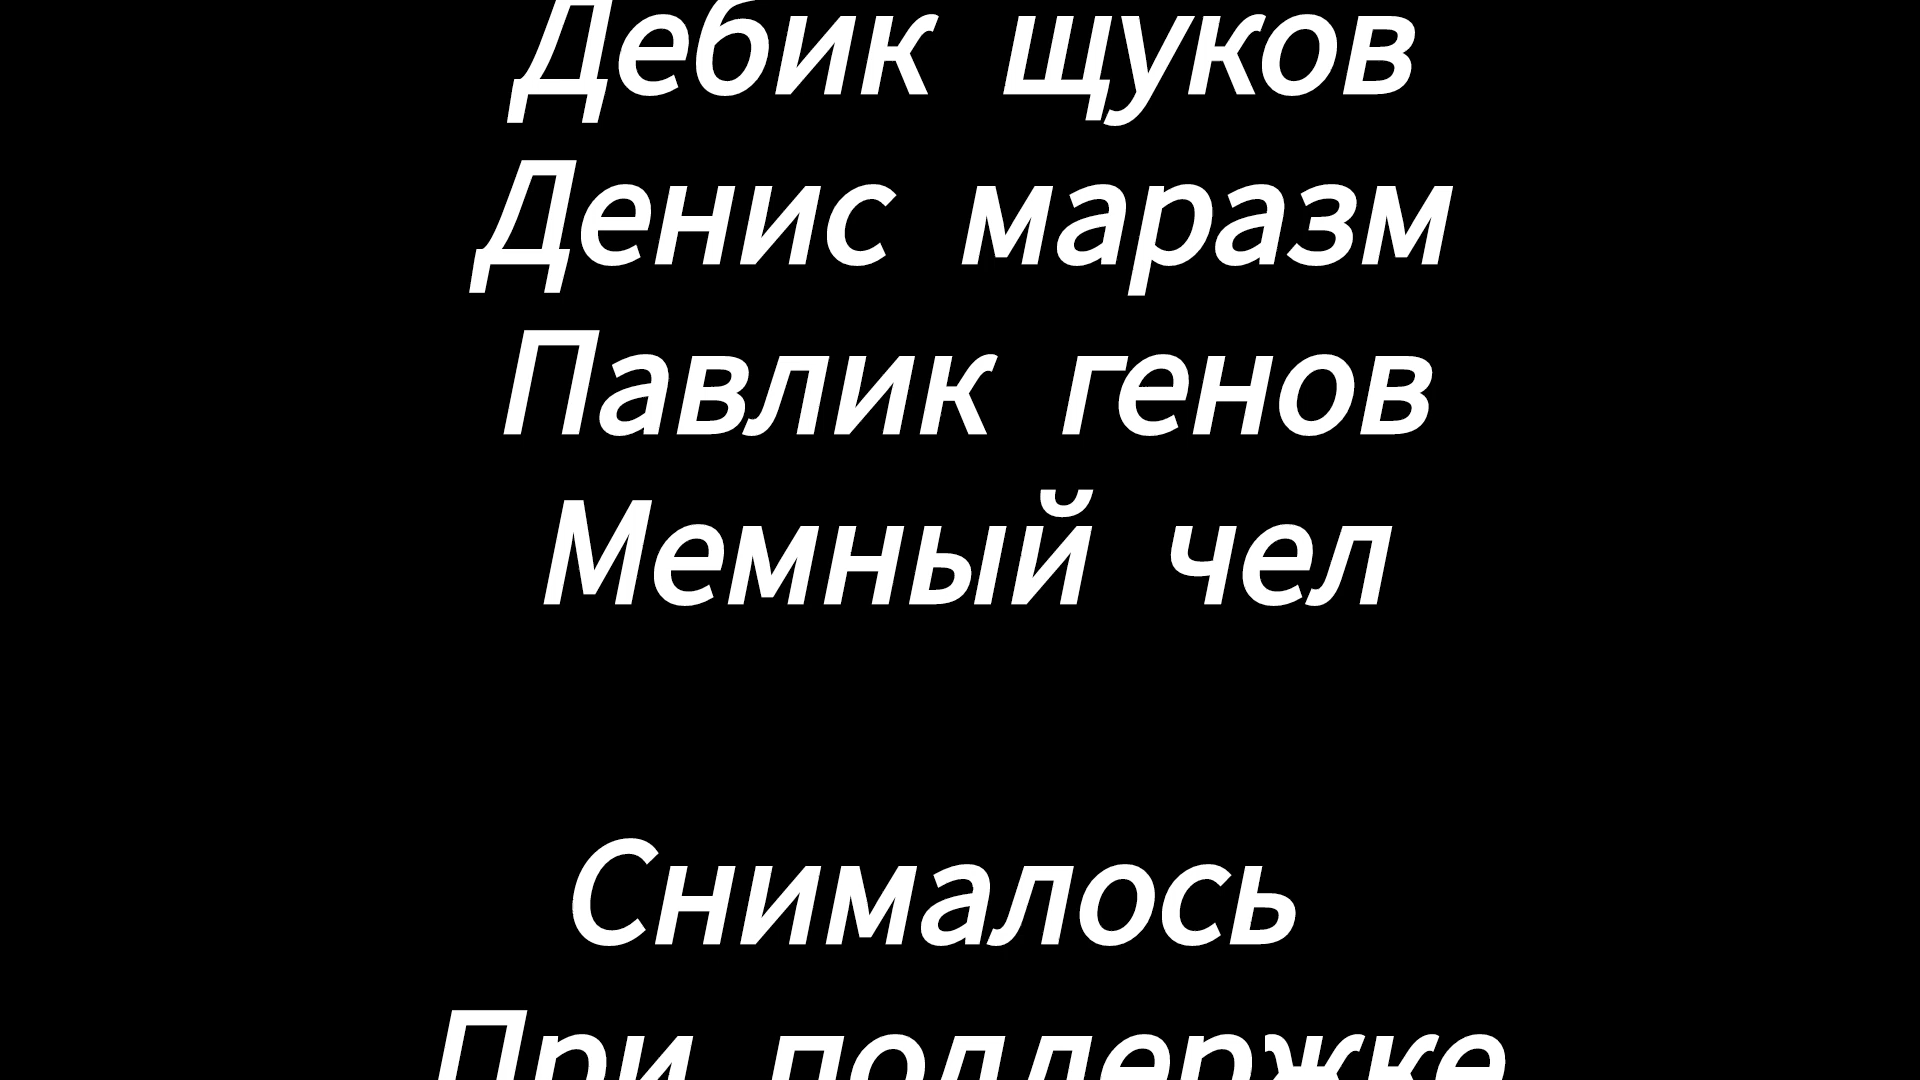 Дебик щуков
Денис маразм
Павлик генов
Мемный чел
Снималось
При поддержке